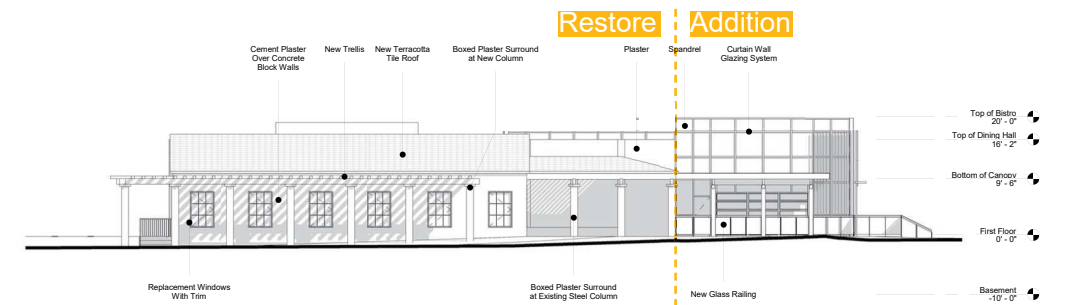 Restore Addition
Cement Plaster
Over Concrete
Block Walls
New Trellis
New Terracotta
Tile Roof
Boxed Plaster Surround
at New Column
Plaster
Spandrel
Curtain Wall
Glazing System
Top of Bistro
20' - 0"
Top of Dining Hall
16' - 2"
Bottom of Canopy
9' - 6"
First Floor
0' - 0"
Basement
-10' - 0"
Replacement Windows
With Trim
Boxed Plaster Surround
at Existing Steel Column
New Glass Railing